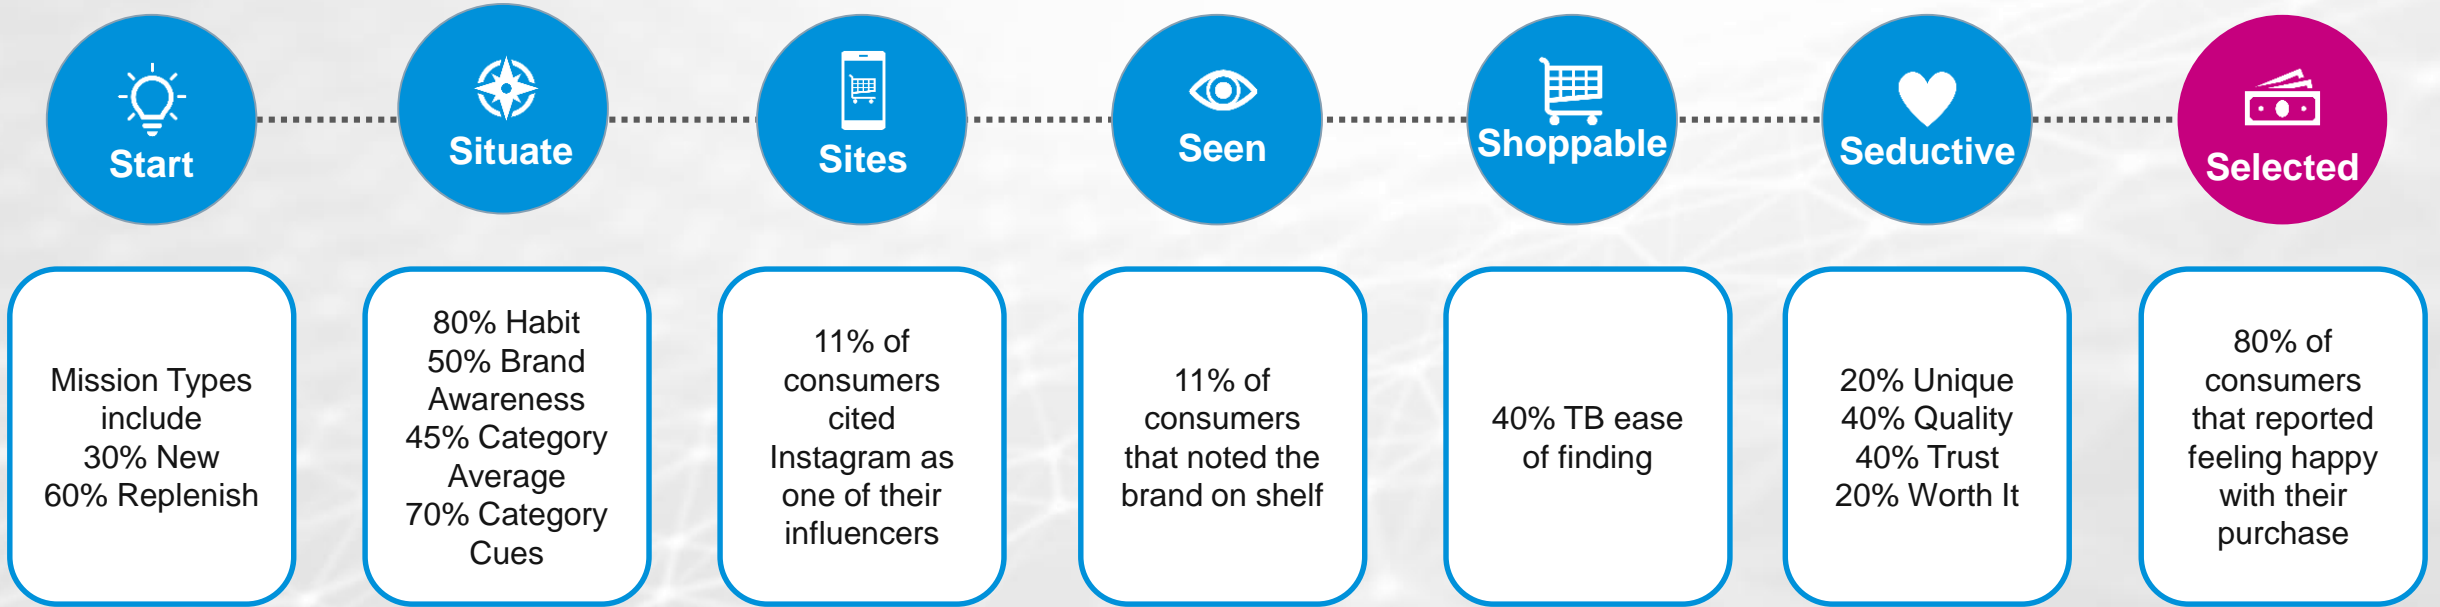 Start
Situate
Sites
Seen
Shoppable
Seductive
Selected
Mission Types
include
30% New
60% Replenish
80% Habit
50% Brand
Awareness
45% Category
Average
70% Category
Cues
11% of
consumers
cited
Instagram as
one of their
influencers
11% of
consumers
that noted the
brand on shelf
40% TB ease
of finding
20% Unique
40% Quality
40% Trust
20% Worth It
80% of
consumers
that reported
feeling happy
with their
purchase